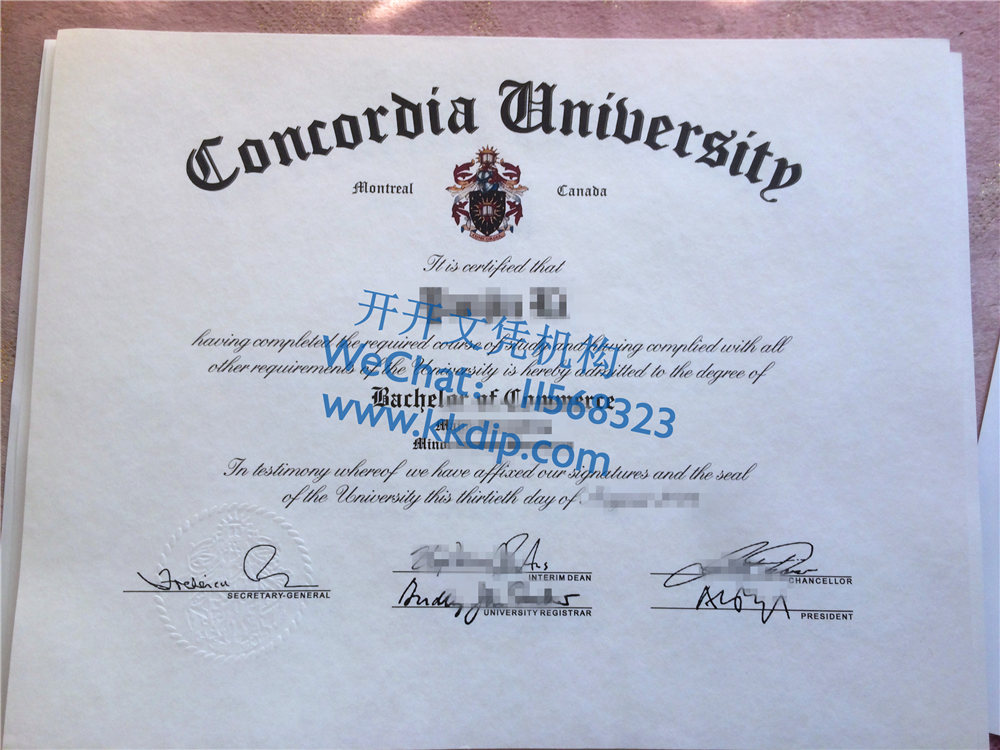 Concordia University
Montreal Canada
It is certified that
开开文凭机构
having completed the required course of study and having complied with all
WeChat: ll568323
other requirements of the University is hereby admitted to the degree of
Bachelor of Commerce
www.kkdip.com
In testimony whereof we have affixed our signatures and the seal
of the University this thirtieth day of
SECRETARY-GENERAL
INTERIM DEAN
CHANCELLOR
UNIVERSITY REGISTRAR
PRESIDENT